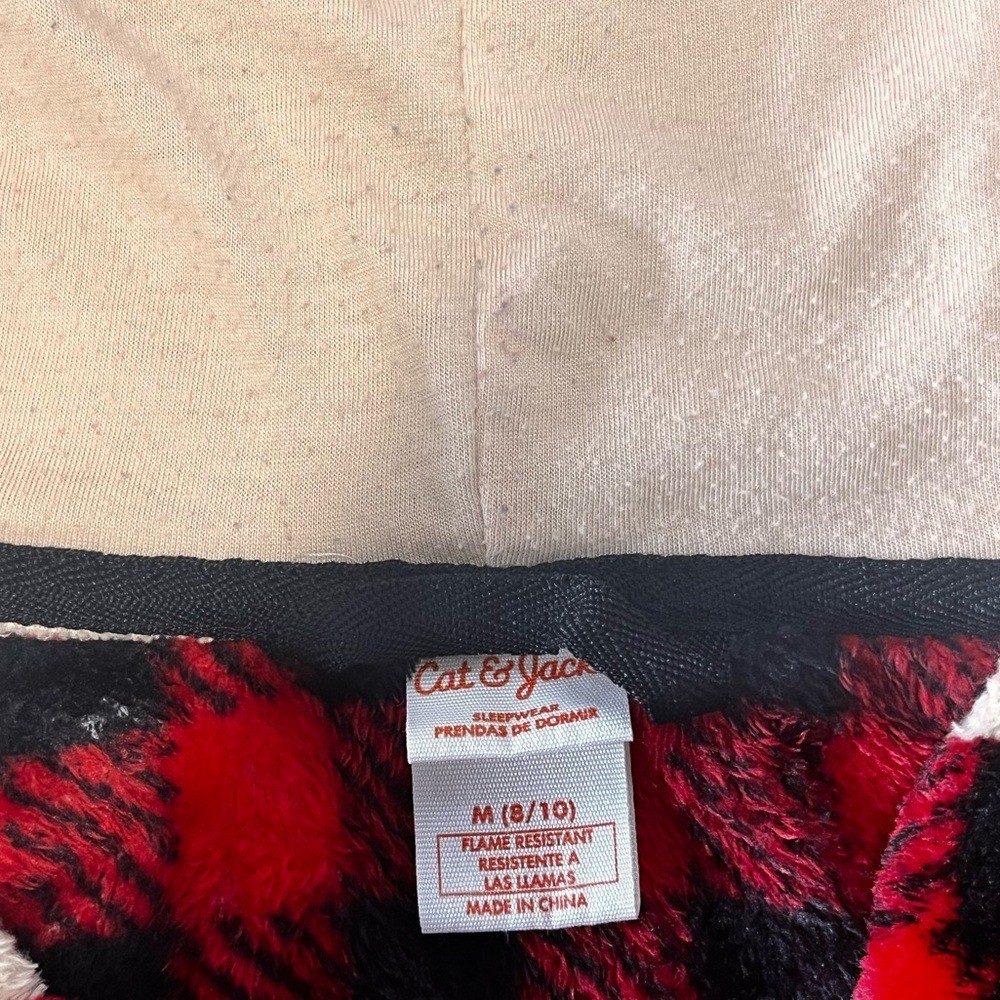 Cat & Jack
SLEEPWEAR
PRENDAS DE DORMIR
M (8/10)
FLAME RESISTANT
RESISTENTE A
LAS LLAMAS
MADE IN CHINA